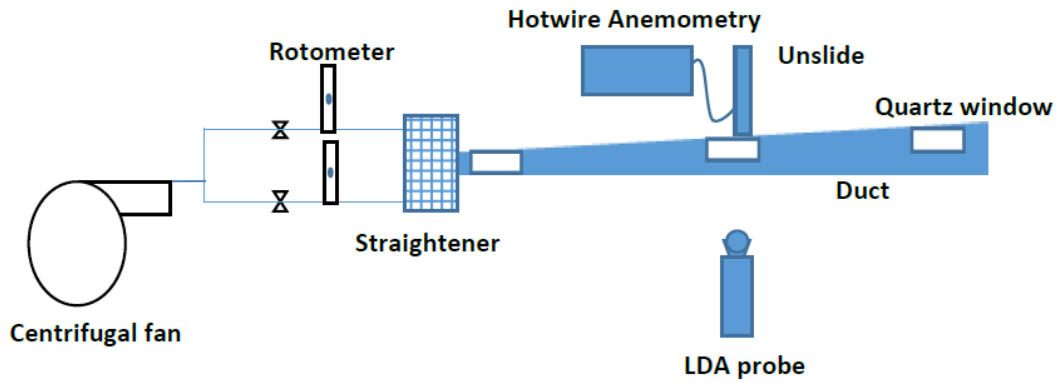 Hotwire Anemometry
Rotometer
Unslide
Quartz window
Duct
Straightener
Centrifugal fan
LDA probe